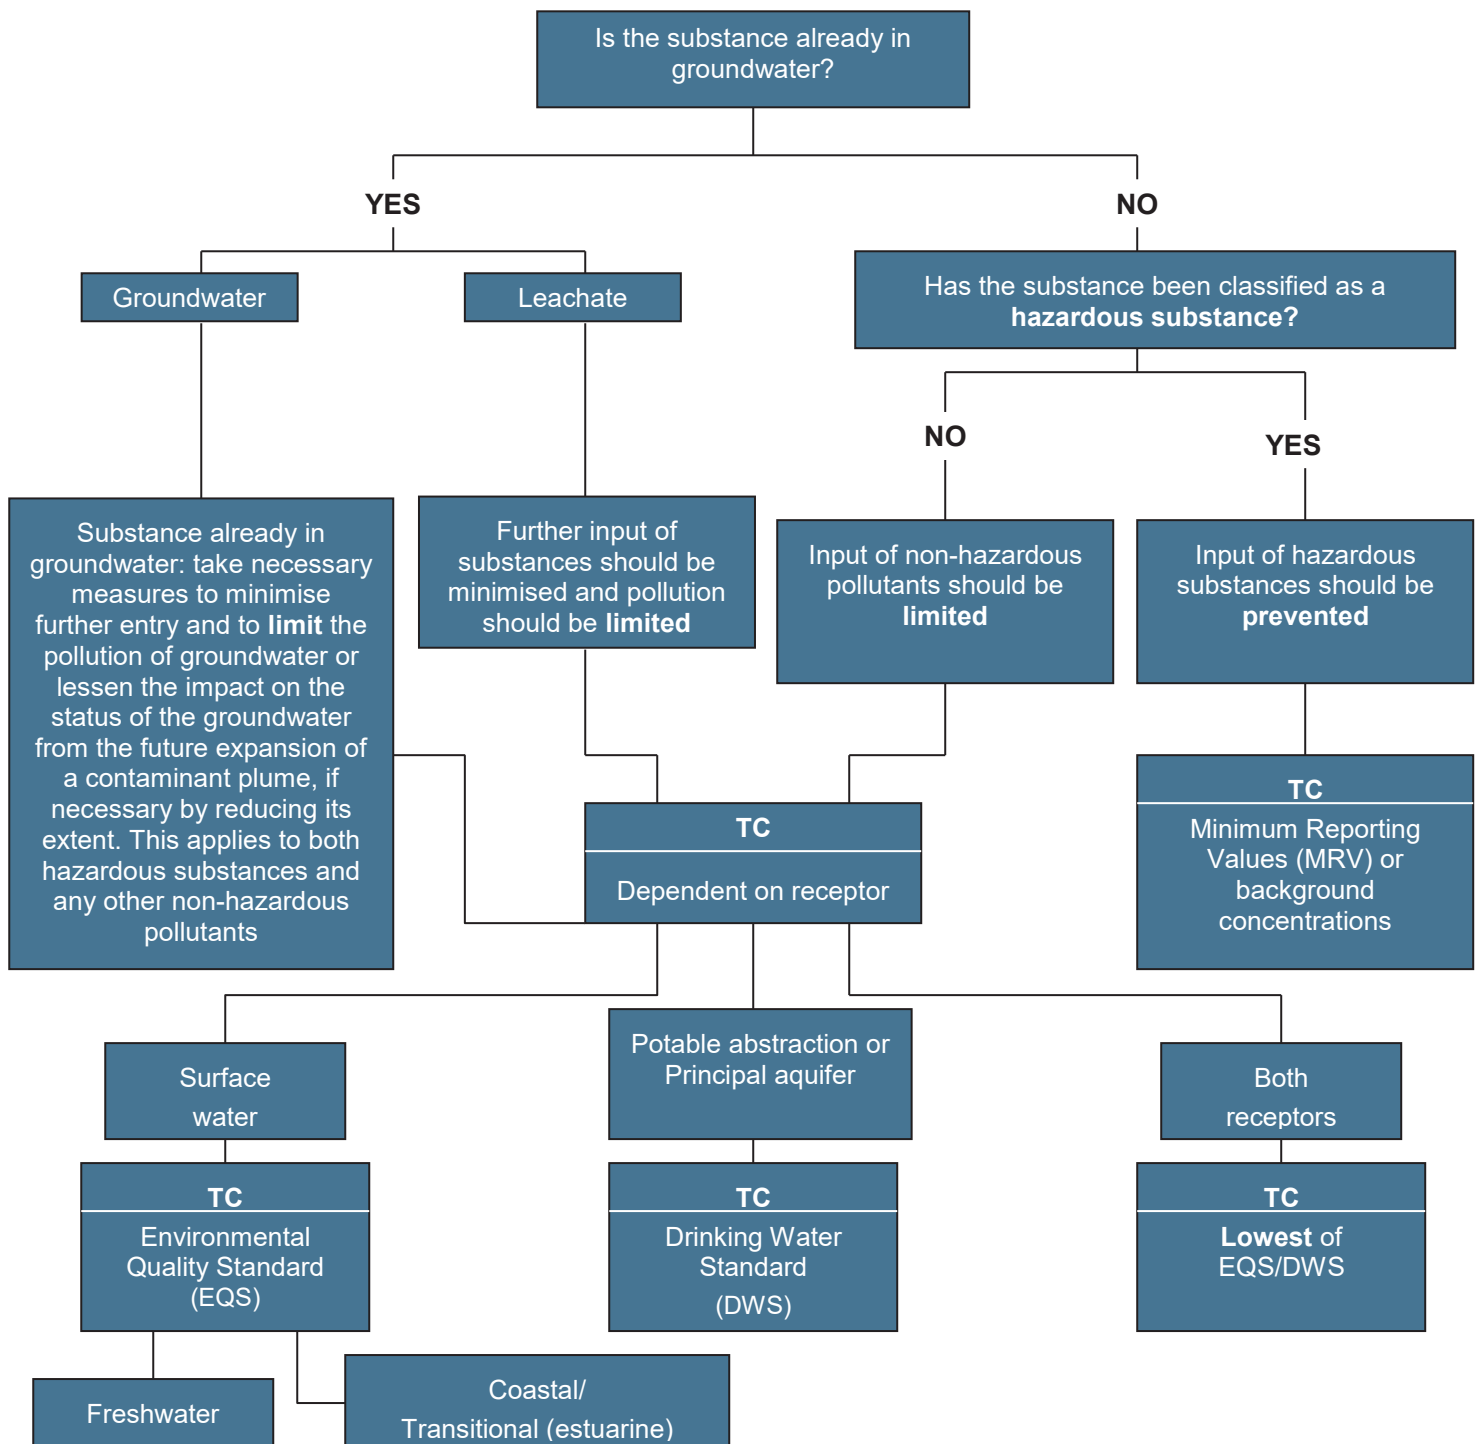 Is the substance already in
groundwater?
YES
NO
Groundwater
Leachate
Has the substance been classified as a
hazardous substance?
NO
YES
Substance already in
groundwater: take necessary
measures to minimise
further entry and to limit the
pollution of groundwater or
lessen the impact on the
status of the groundwater
from the future expansion of
a contaminant plume, if
necessary by reducing its
extent. This applies to both
hazardous substances and
any other non-hazardous
pollutants
Further input of
substances should be
minimised and pollution
should be limited
Input of non-hazardous
pollutants should be
limited
Input of hazardous
substances should be
prevented
TC
Minimum Reporting
Values (MRV) or
background
concentrations
TC
Dependent on receptor
Surface
water
Potable abstraction or
Principal aquifer
Both
receptors
TC
Environmental
Quality Standard
(EQS)
TC
Drinking Water
Standard
(DWS)
TC
Lowest of
EQS/DWS
Freshwater
Coastal/
Transitional (estuarine)